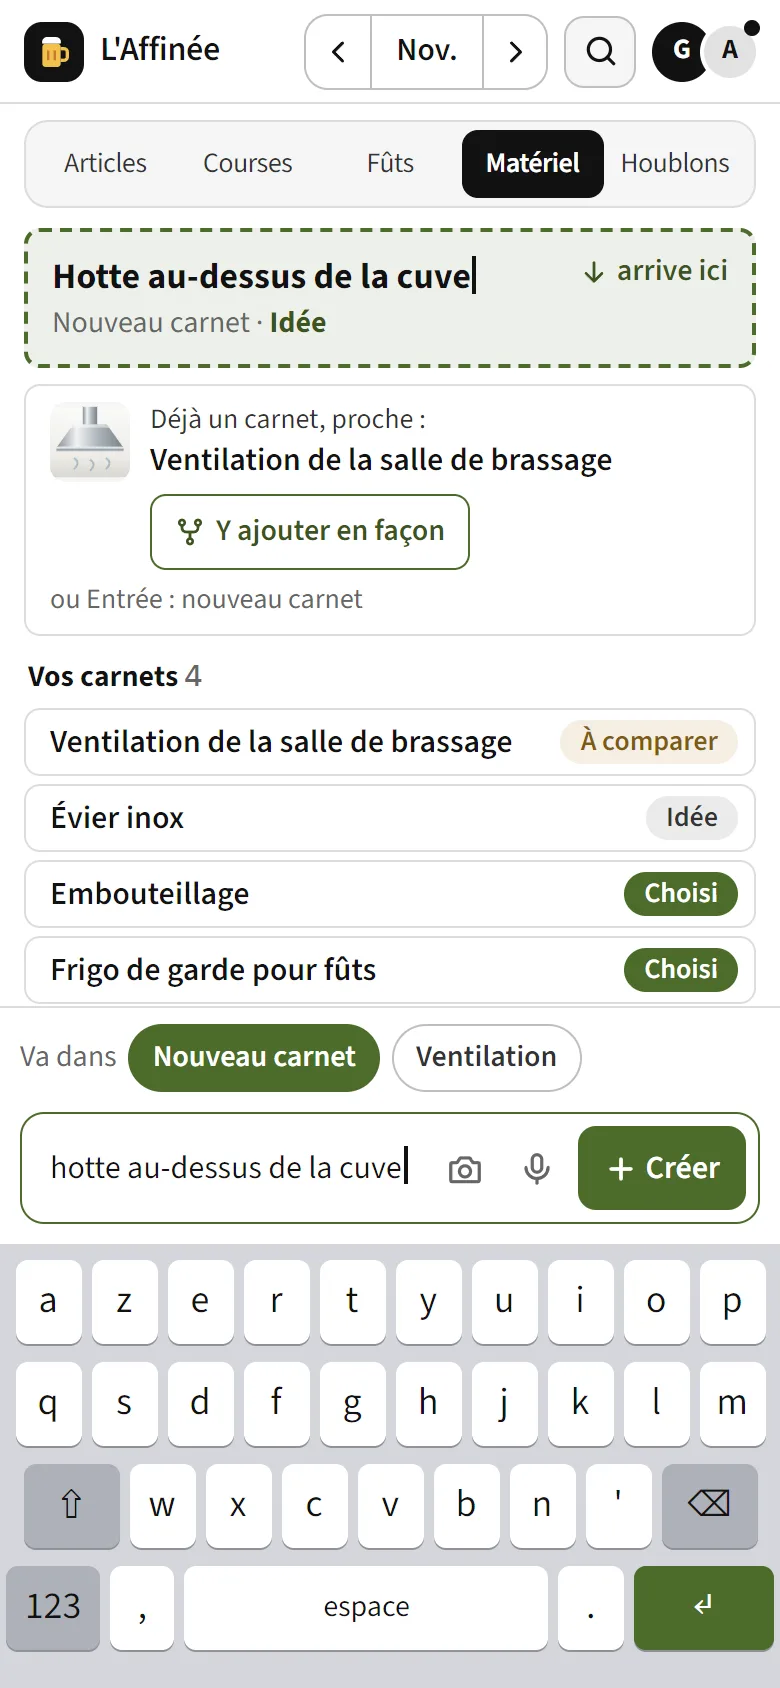 L'Affinée
Nov.
G
A
Articles Courses Fûts Matériel Houblons
Hotte au-dessus de la cuve
↓ arrive ici
Nouveau carnet · Idée
Déjà un carnet, proche :
Ventilation de la salle de brassage
Y ajouter en façon
ou Entrée : nouveau carnet
Vos carnets 4
Ventilation de la salle de brassage À comparer
Évier inox Idée
Embouteillage Choisi
Frigo de garde pour fûts Choisi
Va dans Nouveau carnet Ventilation
hotte au-dessus de la cuve + Créer
a z e r t y u i o p
q s d f g h j k l m
⇧ w x c v b n ' ⌫
123 , espace . ↵